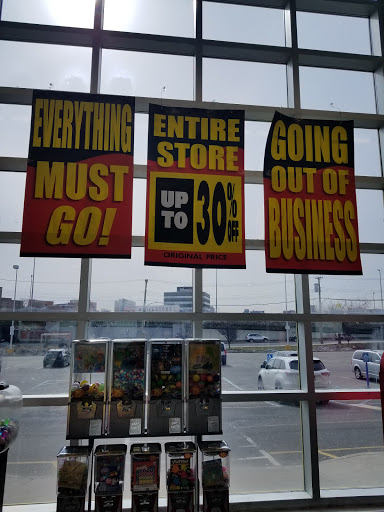 EVERYTHING
MUST
GO!
ENTIRE
STORE
UP
TO
30% OFF
ORIGINAL PRICE
GOING
OUT OF
BUSINESS